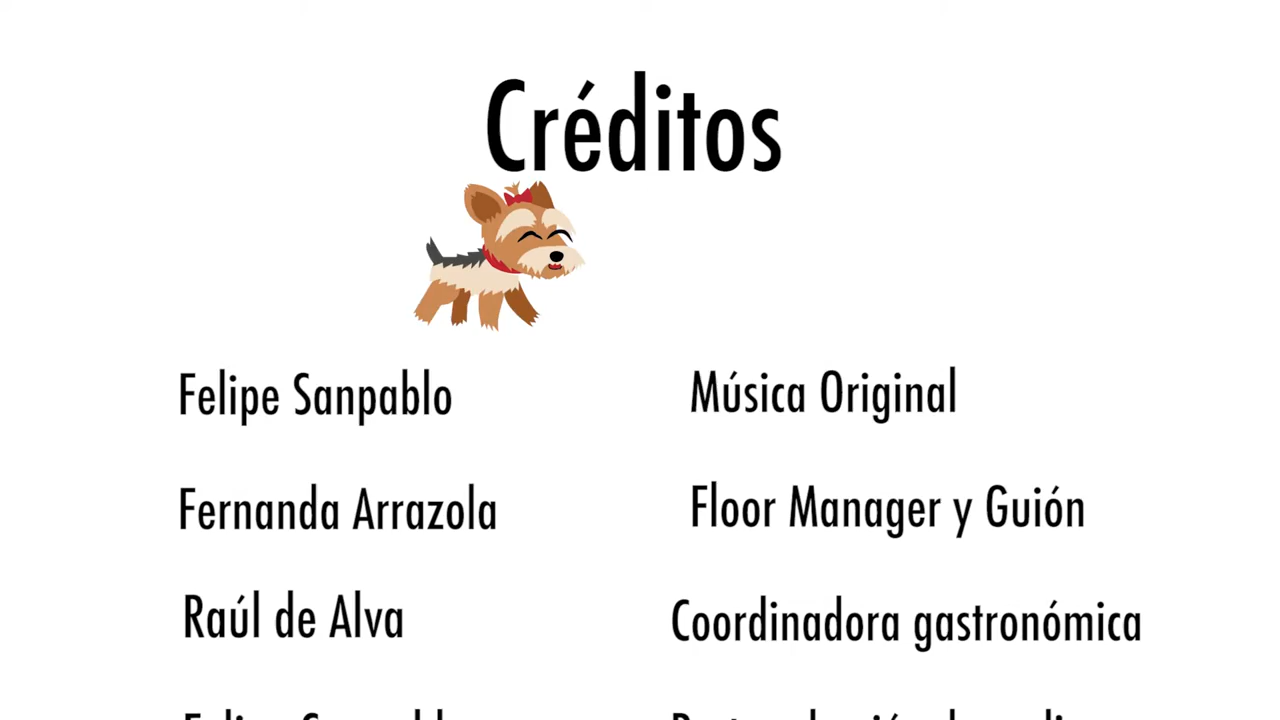 Créditos
Felipe Sanpablo Música Original
Fernanda Arrazola Floor Manager y Guión
Raúl de Alva Coordinadora gastronómica